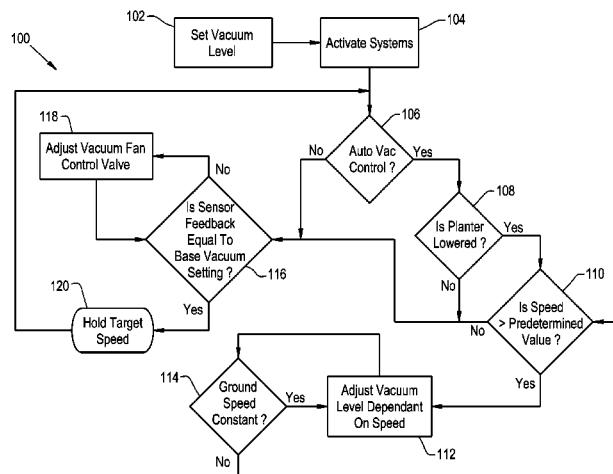 100
102
Set Vacuum
Level
104
Activate Systems
106
Auto Vac
Control ?
No
Yes
108
Is Planter
Lowered ?
Yes
No
110
Is Speed
> Predetermined
Value ?
No
Yes
118
Adjust Vacuum Fan
Control Valve
No
Is Sensor
Feedback
Equal To
Base Vacuum
Setting ?
116
Yes
120
Hold Target
Speed
114
Ground
Speed
Constant ?
Yes
No
Adjust Vacuum
Level Dependant
On Speed
112